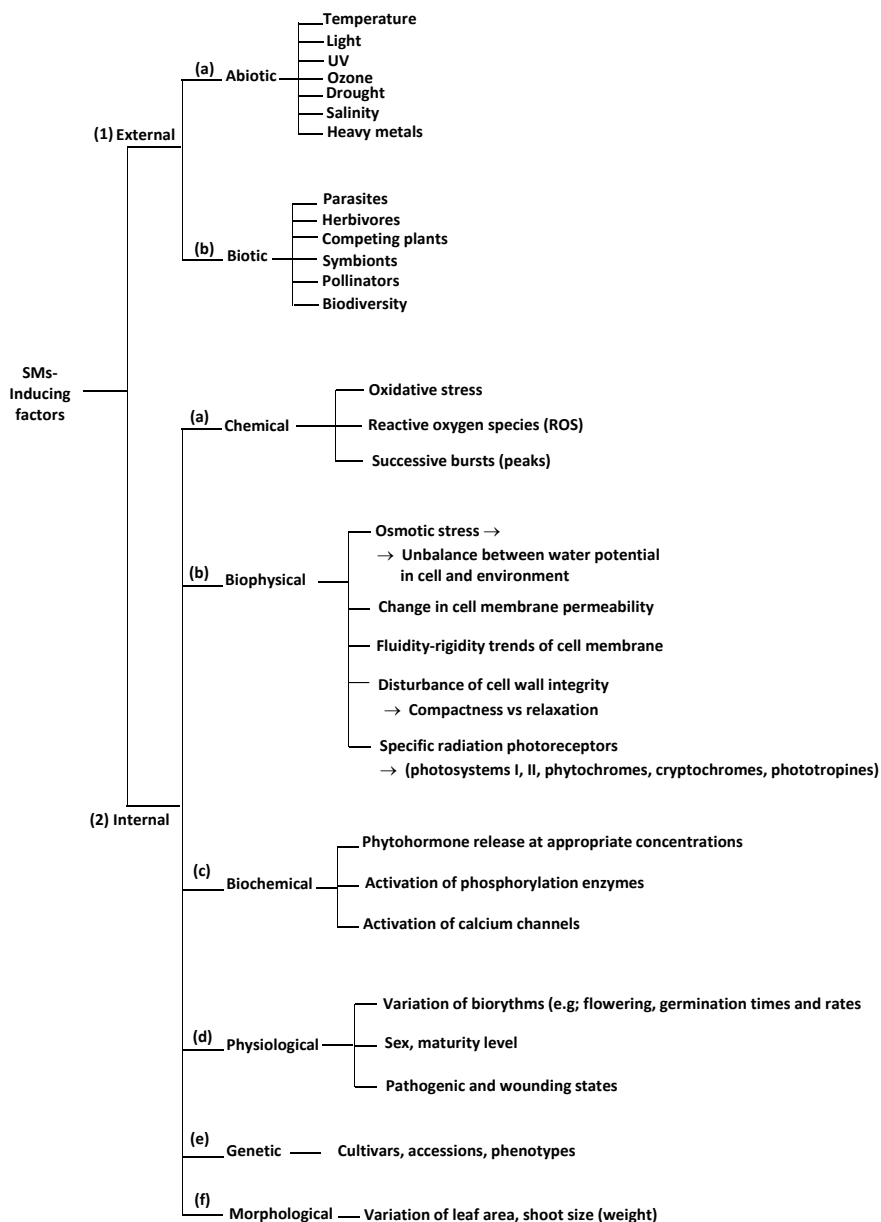 Temperature
Light
UV
Ozone
Drought
Salinity
Heavy metals
(a) Abiotic
(1) External
Parasites
Herbivores
Competing plants
Symbionts
Pollinators
Biodiversity
(b) Biotic
SMs-
Inducing
factors
(a) Chemical
Oxidative stress
Reactive oxygen species (ROS)
Successive bursts (peaks)
(b) Biophysical
Osmotic stress →
→ Unbalance between water potential
in cell and environment
Change in cell membrane permeability
Fluidity-rigidity trends of cell membrane
Disturbance of cell wall integrity
→ Compactness vs relaxation
Specific radiation photoreceptors
→ (photosystems I, II, phytochromes, cryptochromes, phototropines)
(2) Internal
(c) Biochemical
Phytohormone release at appropriate concentrations
Activation of phosphorylation enzymes
Activation of calcium channels
(d) Physiological
Variation of biorythms (e.g; flowering, germination times and rates
Sex, maturity level
Pathogenic and wounding states
(e) Genetic
Cultivars, accessions, phenotypes
(f) Morphological
Variation of leaf area, shoot size (weight)